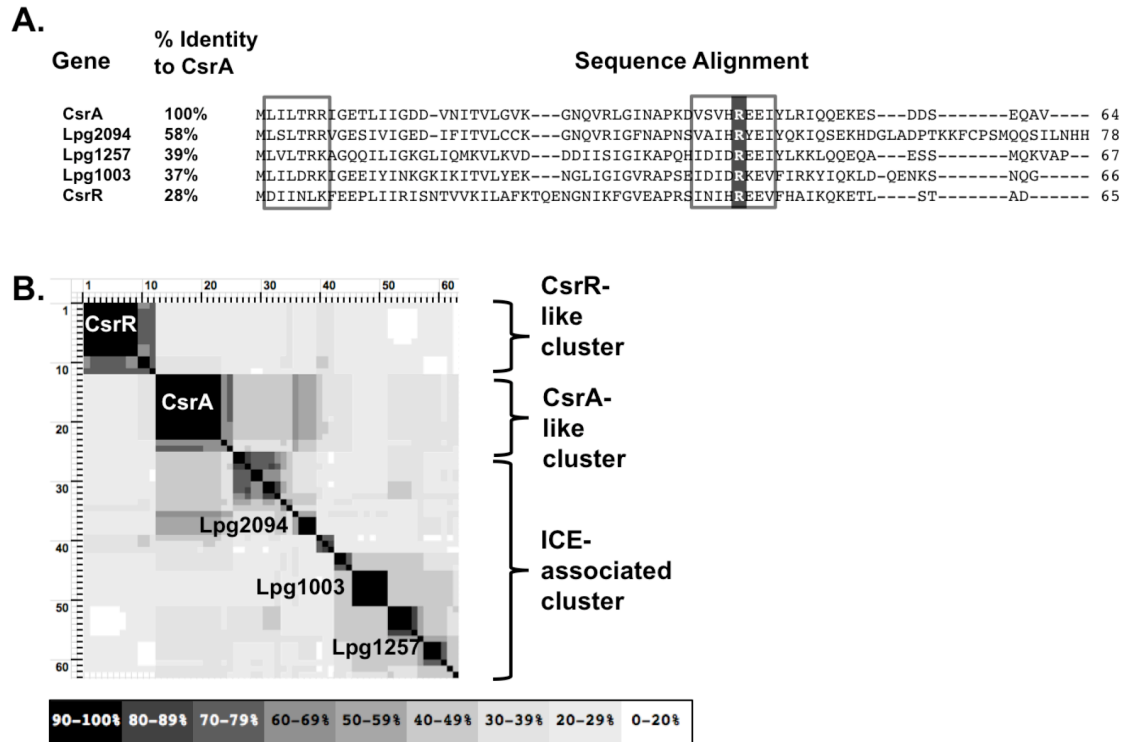 A.
Gene
% Identity
to CsrA
Sequence Alignment
CsrA 100% MLILTRRIGETLIIGDD-VNITVLGVK---GNQVRLGINAPKDVSVHREEIYLRIQQEKES---DDS------EQAV----- 64
Lpg2094 58% MLSLTRRVGESIVIGED-IFITVLCCK---GNQVRIGFNAPNSVAIHRYEIYQKIQSEKHDGLADPTKKFCPSMQQSILNHH 78
Lpg1257 39% MLVLTRKAGQQILIGKGLIQMKVLKVD---DDIISIGIKAPQHIDIDREEIYLKKLQQEQA---ESS------MQKVAP-- 67
Lpg1003 37% MLILDRKIGEEIYINKGKIKITVLYEK---NGLIGIGVRAPSEIDIDRKEVFIRKYIQKLD-QENKS------NQG----- 66
CsrR 28% MDIINLKFEEPLIIRISNTVVKILAFKTQENGNIKFGVEAPRSINIHREEVFHAIKQKETL----ST------AD------ 65
B.
1 10 20 30 40 50 60
1
10
20
30
40
50
60
CsrR
CsrA
Lpg2094
Lpg1003
Lpg1257
CsrR-
like
cluster
CsrA-
like
cluster
ICE-
associated
cluster
90-100% 80-89% 70-79% 60-69% 50-59% 40-49% 30-39% 20-29% 0-20%